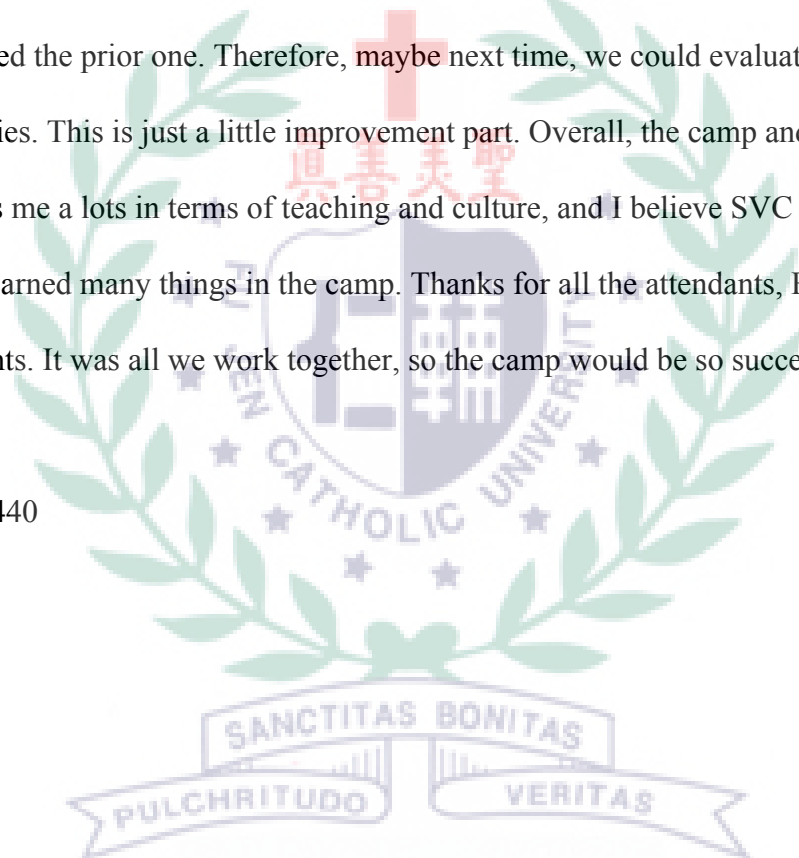 ed the prior one. Therefore, maybe next time, we could evaluat
ies. This is just a little improvement part. Overall, the camp and
s me a lots in terms of teaching and culture, and I believe SVC
arned many things in the camp. Thanks for all the attendants,
nts. It was all we work together, so the camp would be so succe
440
真善美聖
FU JEN CATHOLIC UNIVERSITY
SANCTITAS BONITAS
PULCHRITUDO VERITAS